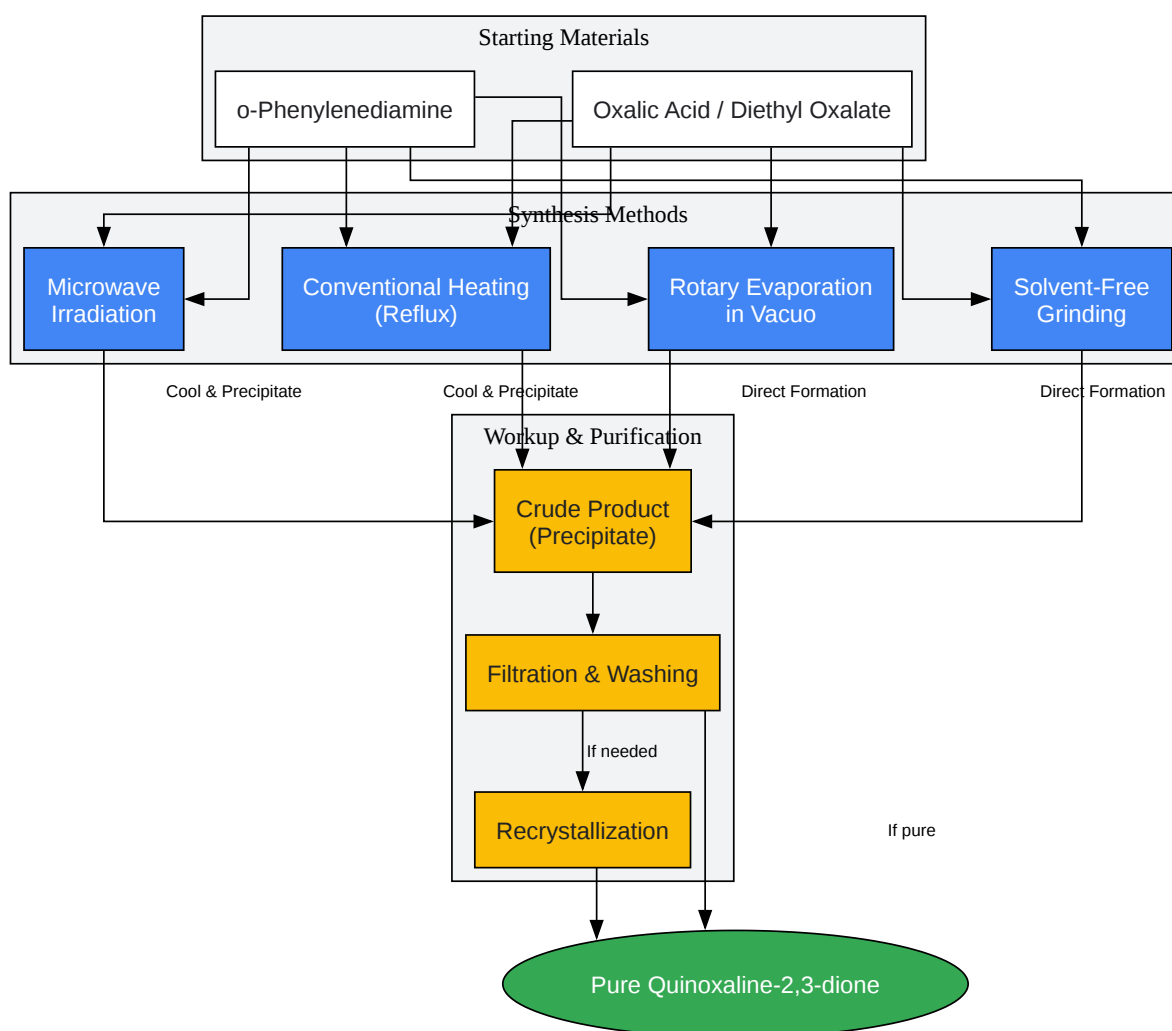 Starting Materials
o-Phenylenediamine
Oxalic Acid / Diethyl Oxalate
Synthesis Methods
Microwave
Irradiation
Conventional Heating
(Reflux)
Rotary Evaporation
in Vacuo
Solvent-Free
Grinding
Cool & Precipitate
Cool & Precipitate
Direct Formation
Direct Formation
Workup & Purification
Crude Product
(Precipitate)
Filtration & Washing
If needed
Recrystallization
If pure
Pure Quinoxaline-2,3-dione